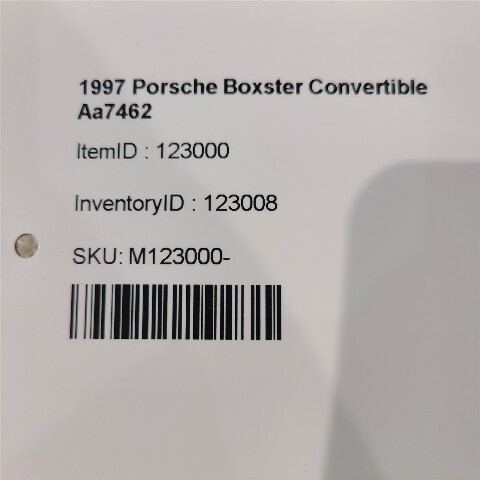 1997 Porsche Boxster Convertible
Aa7462
ItemID : 123000
InventoryID : 123008
SKU: M123000-